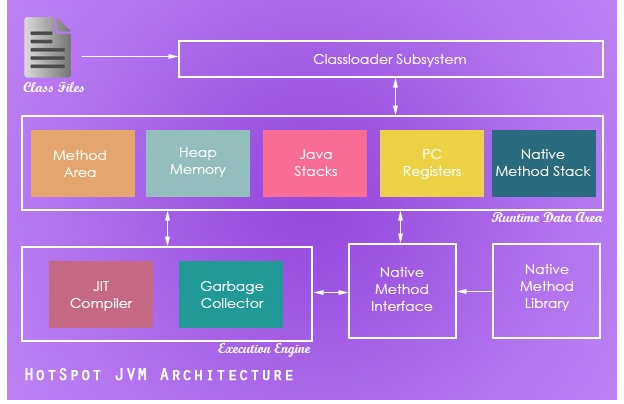 Class Files
Classloader Subsystem
Method
Area
Heap
Memory
Java
Stacks
PC
Registers
Native
Method Stack
Runtime Data Area
JIT
Compiler
Garbage
Collector
Execution Engine
Native
Method
Interface
Native
Method
Library
HotSpot JVM Architecture